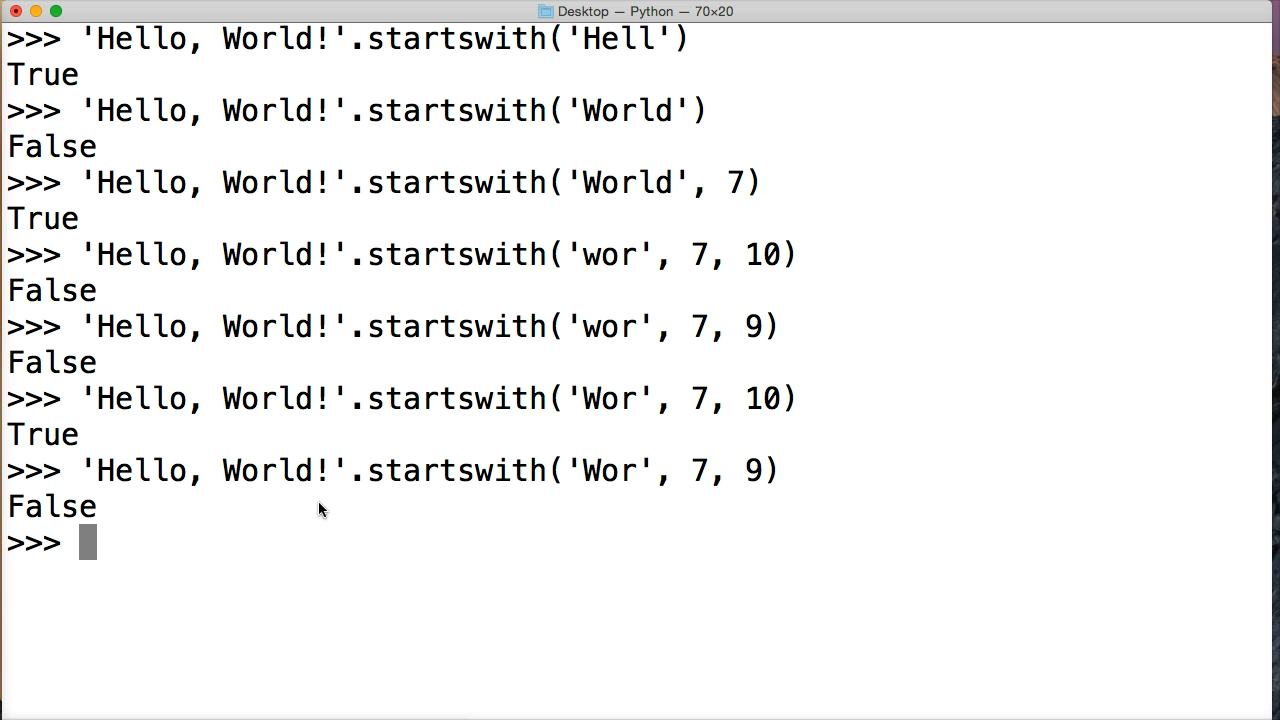 Desktop — Python — 70×20
>>> 'Hello, World!'.startswith('Hell')
True
>>> 'Hello, World!'.startswith('World')
False
>>> 'Hello, World!'.startswith('World', 7)
True
>>> 'Hello, World!'.startswith('wor', 7, 10)
False
>>> 'Hello, World!'.startswith('wor', 7, 9)
False
>>> 'Hello, World!'.startswith('Wor', 7, 10)
True
>>> 'Hello, World!'.startswith('Wor', 7, 9)
False
>>>